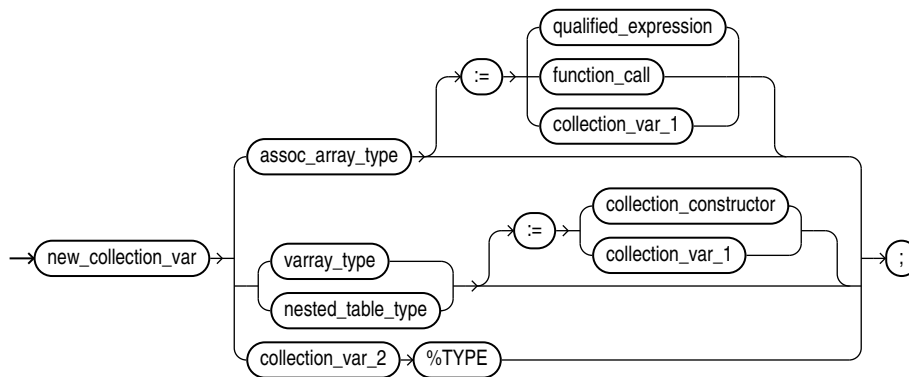 qualified_expression
:=
function_call
collection_var_1
assoc_array_type
collection_constructor
:=
new_collection_var
varray_type
collection_var_1
;
nested_table_type
collection_var_2
%TYPE